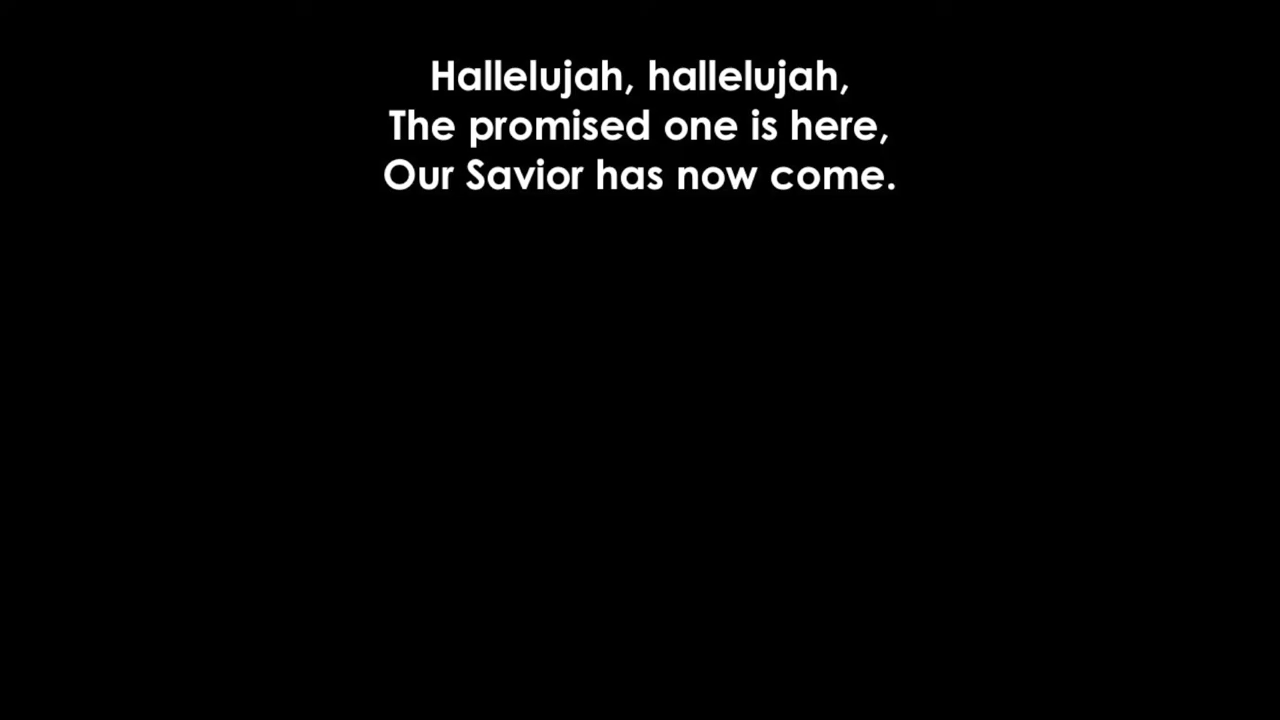 Hallelujah, hallelujah,
The promised one is here,
Our Savior has now come.